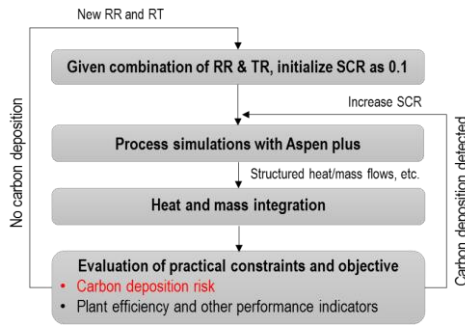 New RR and RT
Given combination of RR & TR, initialize SCR as 0.1
Increase SCR
Process simulations with Aspen plus
Structured heat/mass flows, etc.
Heat and mass integration
Evaluation of practical constraints and objective
• Carbon deposition risk
• Plant efficiency and other performance indicators
No carbon deposition
Carbon deposition detected